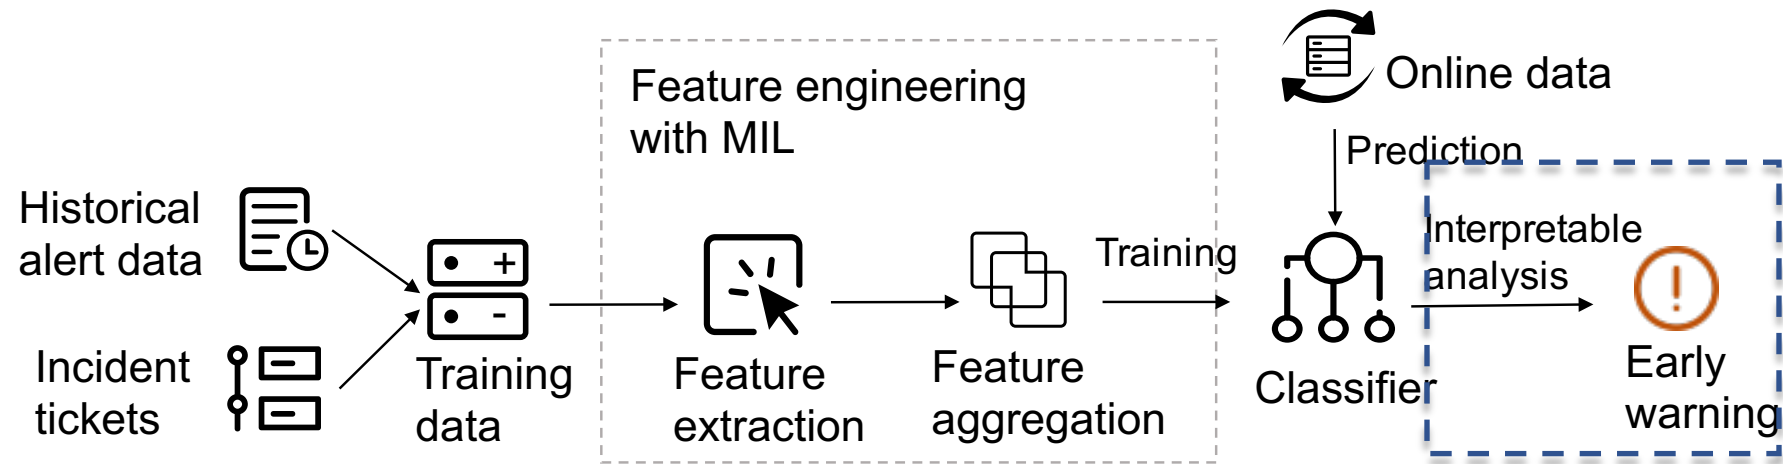 Historical
alert data
Incident
tickets
Training
data
Feature engineering
with MIL
Feature
extraction
Feature
aggregation
Training
Online data
Prediction
Classifier
Interpretable
analysis
Early
warning